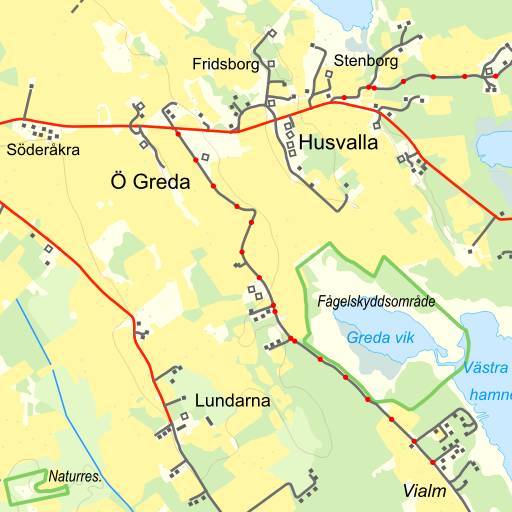 Fridsborg
Stenborg
Söderåkra
Husvalla
Ö Greda
Fågelskyddsområde
Greda vik
Västra
hamne
Lundarna
Naturres.
Vialm